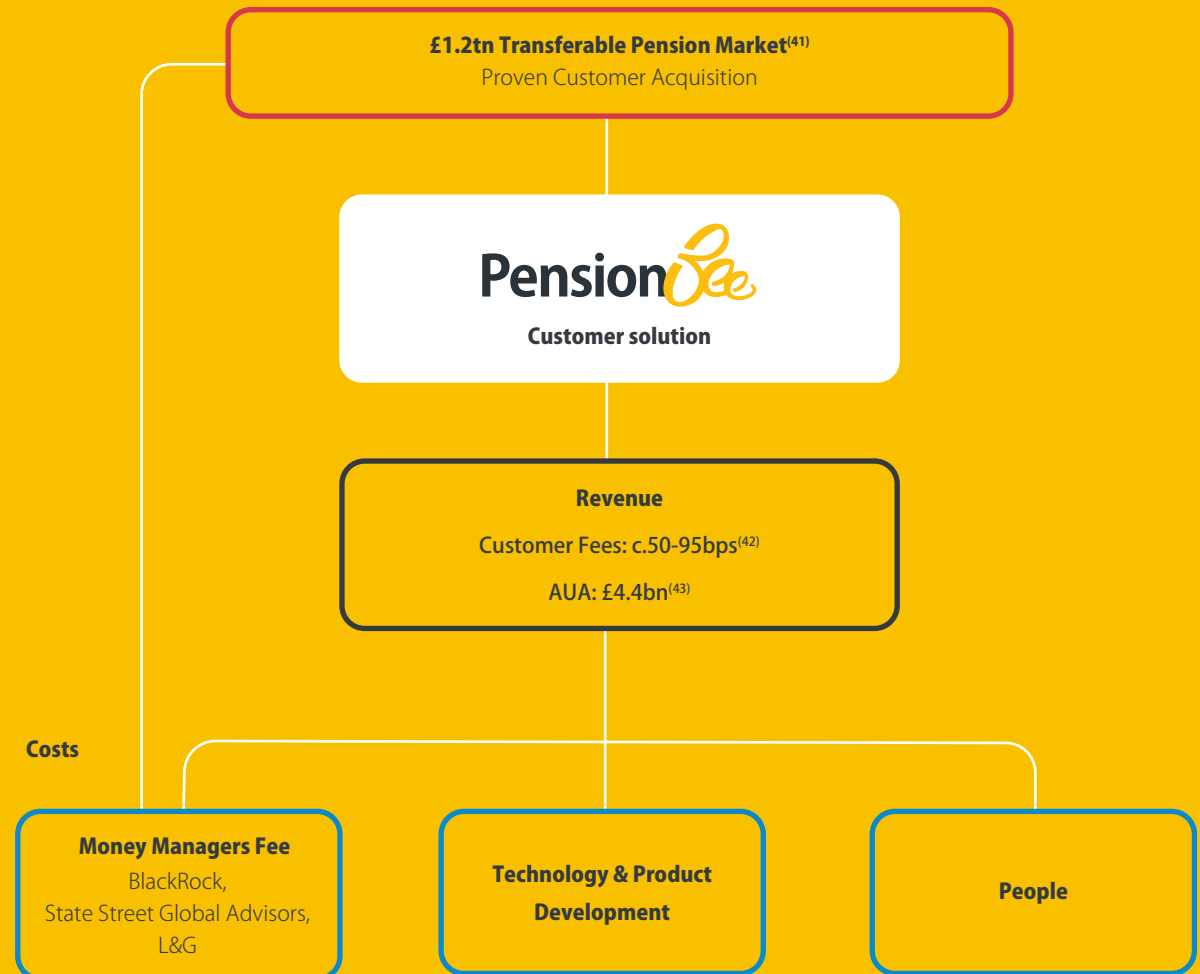 £1.2tn Transferable Pension Market(41)
Proven Customer Acquisition
PensionBee
Customer solution
Revenue
Customer Fees: c.50-95bps(42)
AUA: £4.4bn(43)
Costs
Money Managers Fee
BlackRock,
State Street Global Advisors,
L&G
Technology & Product
Development
People